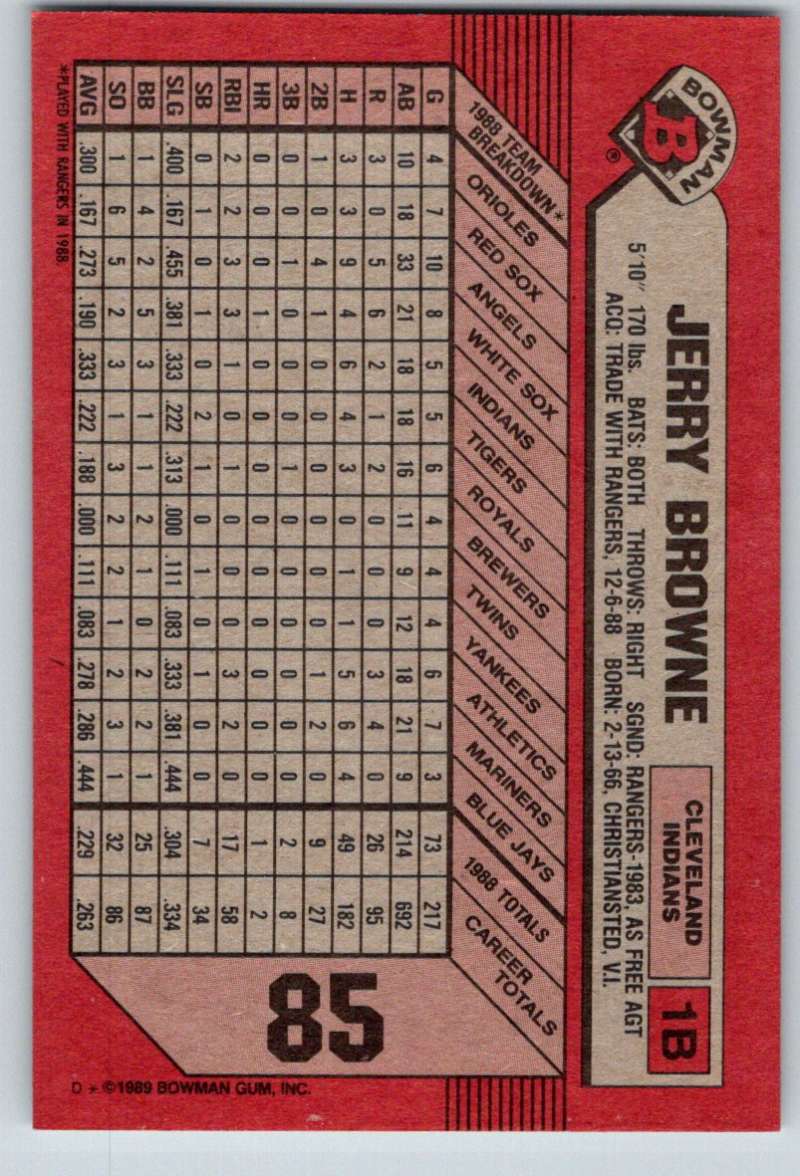 BOWMAN
B
®
JERRY BROWNE
CLEVELAND
INDIANS
1B
5'10" 170 lbs. BATS: BOTH THROWS: RIGHT SGND: RANGERS-1983, AS FREE AGT
ACQ: TRADE WITH RANGERS, 12-6-88 BORN: 2-13-66, CHRISTIANSTED, V.I.
1988 TEAM
BREAKDOWN*
ORIOLES
RED SOX
ANGELS
WHITE SOX
INDIANS
TIGERS
ROYALS
BREWERS
TWINS
YANKEES
ATHLETICS
MARINERS
BLUE JAYS
1988 TOTALS
CAREER
TOTALS
G 4 7 10 8 5 5 6 4 4 4 6 7 3 73 217
AB 10 18 33 21 18 18 16 11 9 12 18 21 9 214 692
R 3 0 5 6 2 1 2 0 0 0 3 4 0 26 95
H 3 3 9 4 6 4 3 0 1 1 5 6 4 49 182
2B 1 0 4 1 0 0 0 0 0 0 1 2 0 9 27
3B 0 0 1 0 0 0 1 0 0 0 0 0 0 2 8
HR 0 0 0 1 0 0 0 0 0 0 0 0 0 1 2
RBI 2 2 3 3 1 0 1 0 0 0 3 2 0 17 58
SB 0 1 0 1 0 2 1 0 1 0 1 0 0 7 34
SLG .400 .167 .455 .381 .333 .222 .313 .000 .111 .083 .333 .381 .444 .304 .334
BB 1 4 2 5 3 1 1 2 1 0 2 2 1 25 87
SO 1 6 5 2 3 1 3 2 2 1 2 3 1 32 86
AVG .300 .167 .273 .190 .333 .222 .188 .000 .111 .083 .278 .286 .444 .229 .263
*PLAYED WITH RANGERS IN 1988.
85
D * ©1989 BOWMAN GUM, INC.